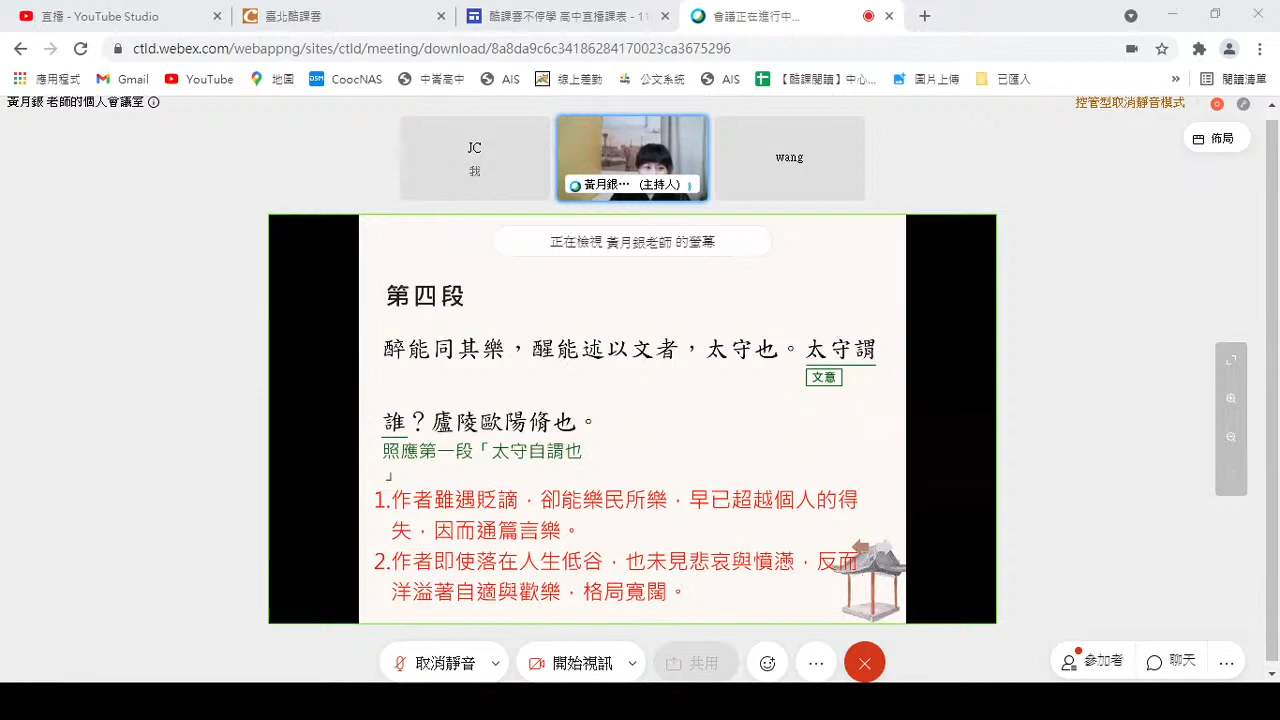 直播 - YouTube Studio
臺北酷課雲
酷課雲不停學 高中直播課表 - 11
會議正在進行中...
ctld.webex.com/webappng/sites/ctld/meeting/download/8a8da9c6c34186284170023ca3675296
應用程式
Gmail
YouTube
地圖
DSM
CoocNAS
中崙高中
AIS
線上差勤
公文系統
AIS
【酷課閱讀】中心...
圖片上傳
已匯入
»
閱讀清單
黃月銀 老師的個人會議室
控管型取消靜音模式
佈局
JC
我
黃月銀⋯ (主持人)
wang
正在檢視 黃月銀老師 的螢幕
第四段
醉能同其樂，醒能述以文者，太守也。太守謂
文意
誰？廬陵歐陽脩也。
照應第一段「太守自謂也
」
1.作者雖遇貶謫，卻能樂民所樂，早已超越個人的得
失，因而通篇言樂。
2.作者即使落在人生低谷，也未見悲哀與憤懣，反而
洋溢著自適與歡樂，格局寬闊。
取消靜音
開始視訊
共用
參加者
聊天